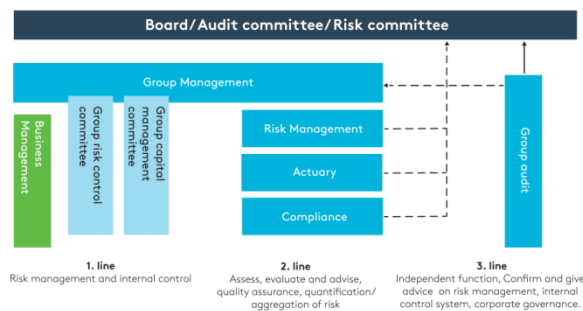 Board/Audit committee/Risk committee
Group Management
Business
Management
Group risk control
committee
Group capital
management
committee
Risk Management
Actuary
Compliance
Group audit
1. line
Risk management and internal control
2. line
Assess, evaluate and advise,
quality assurance, quantification/
aggregation of risk
3. line
Independent function, Confirm and give
advice on risk management, internal
control system, corporate governance.